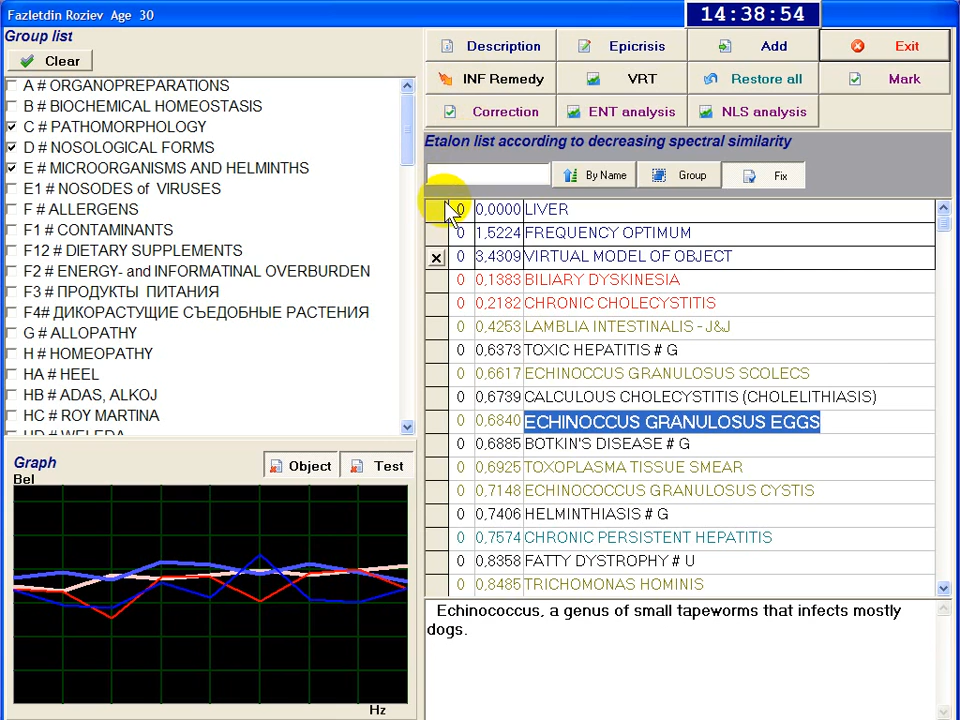 Fazletdin Roziev Age 30
14:38:54
Group list
Clear
A # ORGANOPREPARATIONS
B # BIOCHEMICAL HOMEOSTASIS
C # PATHOMORPHOLOGY
D # NOSOLOGICAL FORMS
E # MICROORGANISMS AND HELMINTHS
E1 # NOSODES of VIRUSES
F # ALLERGENS
F1 # CONTAMINANTS
F12 # DIETARY SUPPLEMENTS
F2 # ENERGY- and INFORMATINAL OVERBURDEN
F3 # ПРОДУКТЫ ПИТАНИЯ
F4# ДИКОРАСТУЩИЕ СЪЕДОБНЫЕ РАСТЕНИЯ
G # ALLOPATHY
H # HOMEOPATHY
HA # HEEL
HB # ADAS, ALKOJ
HC # ROY MARTINA
HD # WELEDA
Graph
Object
Test
Bel
Hz
Description
Epicrisis
Add
Exit
INF Remedy
VRT
Restore all
Mark
Correction
ENT analysis
NLS analysis
Etalon list according to decreasing spectral similarity
By Name
Group
Fix
0 0,0000 LIVER
0 1,5224 FREQUENCY OPTIMUM
0 3,4309 VIRTUAL MODEL OF OBJECT
0 0,1383 BILIARY DYSKINESIA
0 0,2182 CHRONIC CHOLECYSTITIS
0 0,4253 LAMBLIA INTESTINALIS - J&J
0 0,6373 TOXIC HEPATITIS # G
0 0,6617 ECHINOCCUS GRANULOSUS SCOLECS
0 0,6739 CALCULOUS CHOLECYSTITIS (CHOLELITHIASIS)
0 0,6840 ECHINOCCUS GRANULOSUS EGGS
0 0,6885 BOTKIN'S DISEASE # G
0 0,6925 TOXOPLASMA TISSUE SMEAR
0 0,7148 ECHINOCOCCUS GRANULOSUS CYSTIS
0 0,7406 HELMINTHIASIS # G
0 0,7574 CHRONIC PERSISTENT HEPATITIS
0 0,8358 FATTY DYSTROPHY # U
0 0,8485 TRICHOMONAS HOMINIS
Echinococcus, a genus of small tapeworms that infects mostly
dogs.